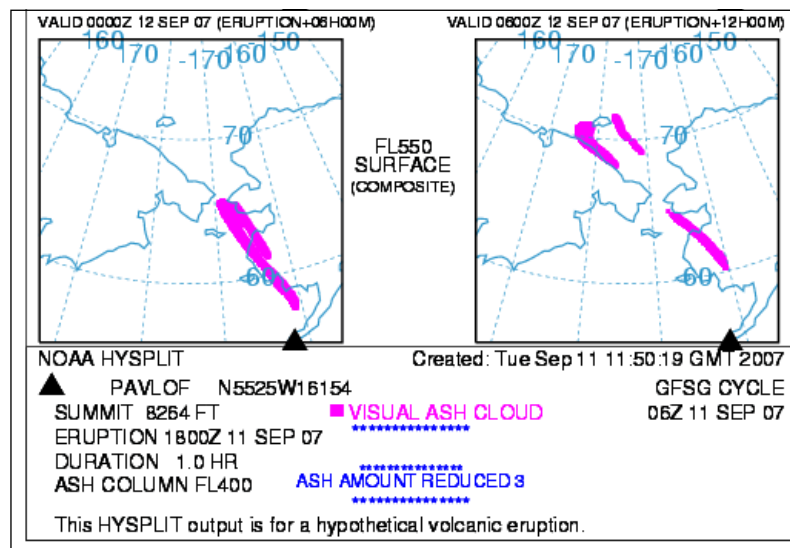 VALID 0000Z 12 SEP 07 (ERUPTION+06H00M)
VALID 0600Z 12 SEP 07 (ERUPTION+12H00M)
160
170
-170
160
150
70
60
FL550
SURFACE
(COMPOSITE)
160
170
-170
160
150
70
60
NOAA HYSPLIT
Created: Tue Sep 11 11:50:19 GMT 2007
PAVLOF N5525W16154
GFSG CYCLE
SUMMIT 8264 FT
VISUAL ASH CLOUD
06Z 11 SEP 07
ERUPTION 1800Z 11 SEP 07
***************
DURATION 1.0 HR
***************
ASH COLUMN FL400
ASH AMOUNT REDUCED 3
***************
This HYSPLIT output is for a hypothetical volcanic eruption.